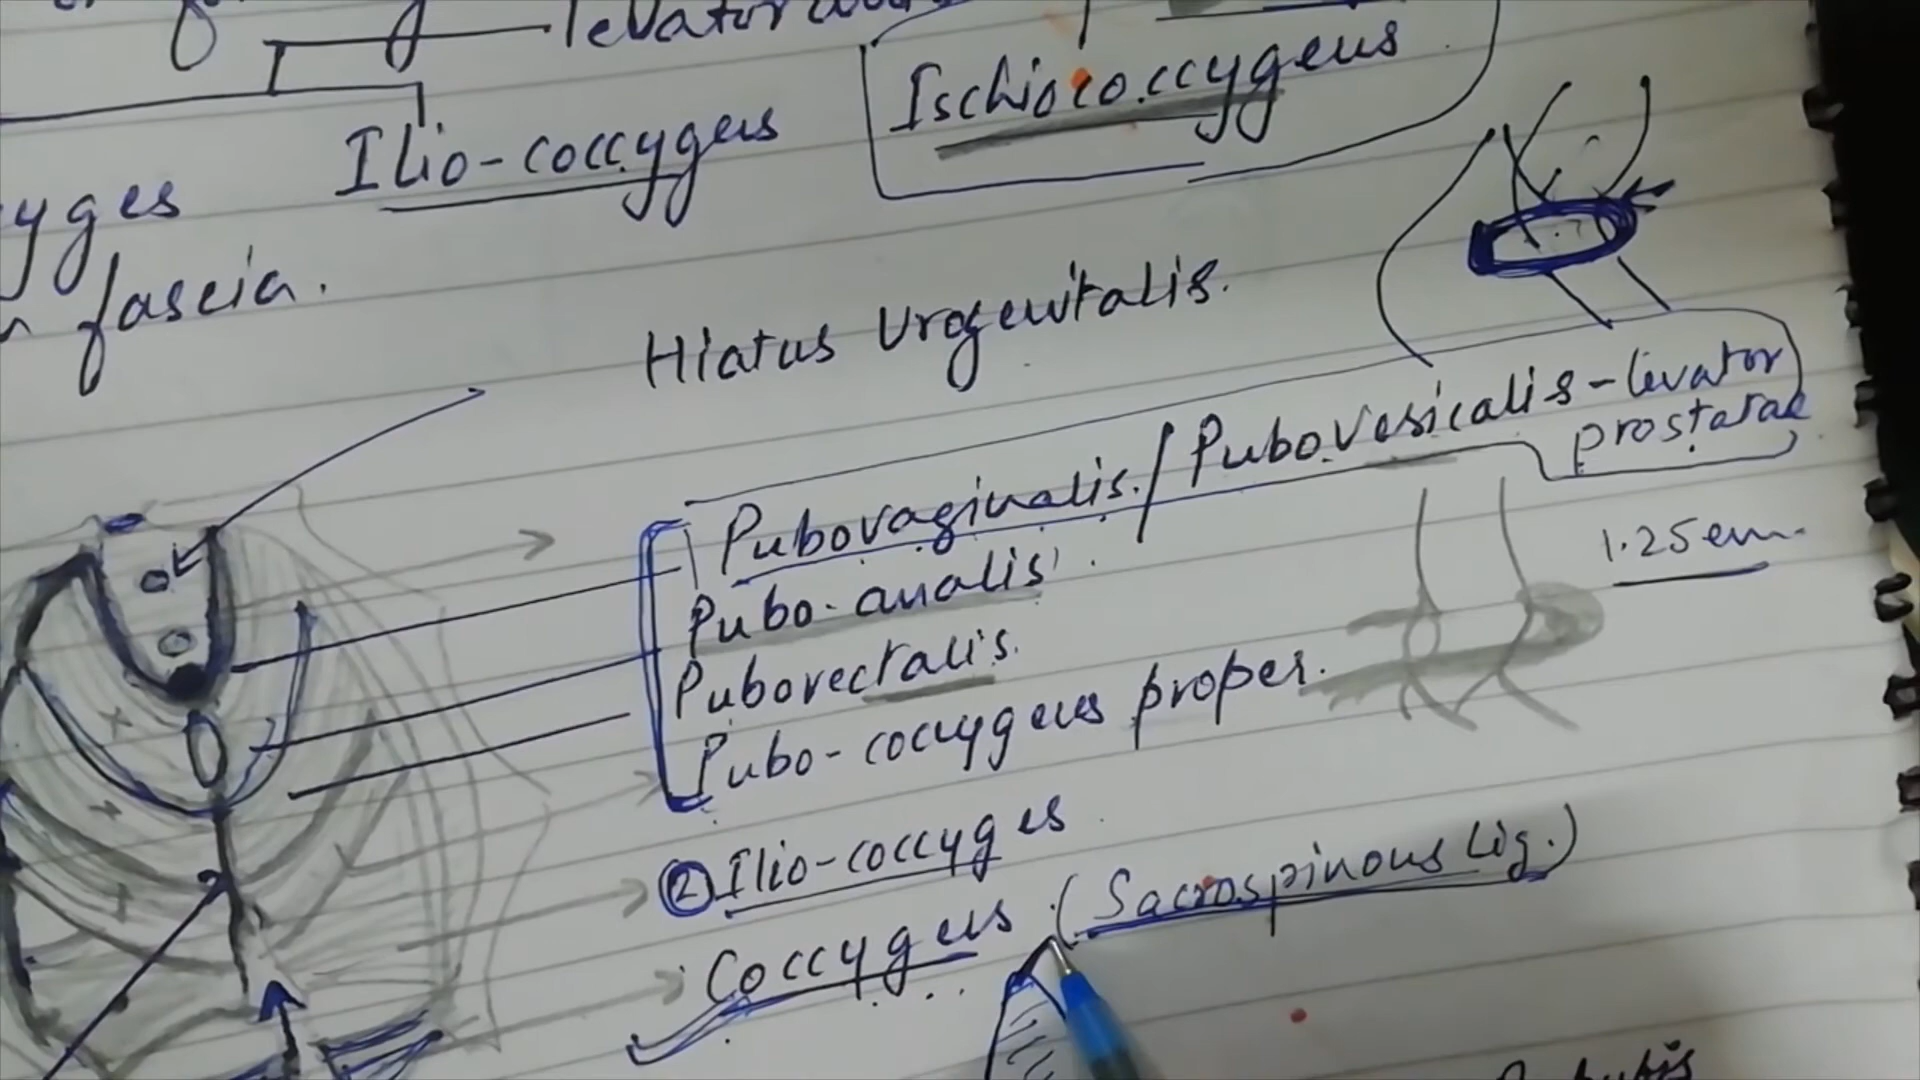 levator
Ischiococcygeus
Ilio-coccygeus
yges
fascia.
Hiatus Urogenitalis.
Pubovaginalis./Pubovesicalis-levator
prostatae
Pubo-analis
1.25 cm.
Puborectalis.
Pubo-coccygeus proper.
② Ilio-coccyges
Coccygeus (Sacrospinous Lig.)